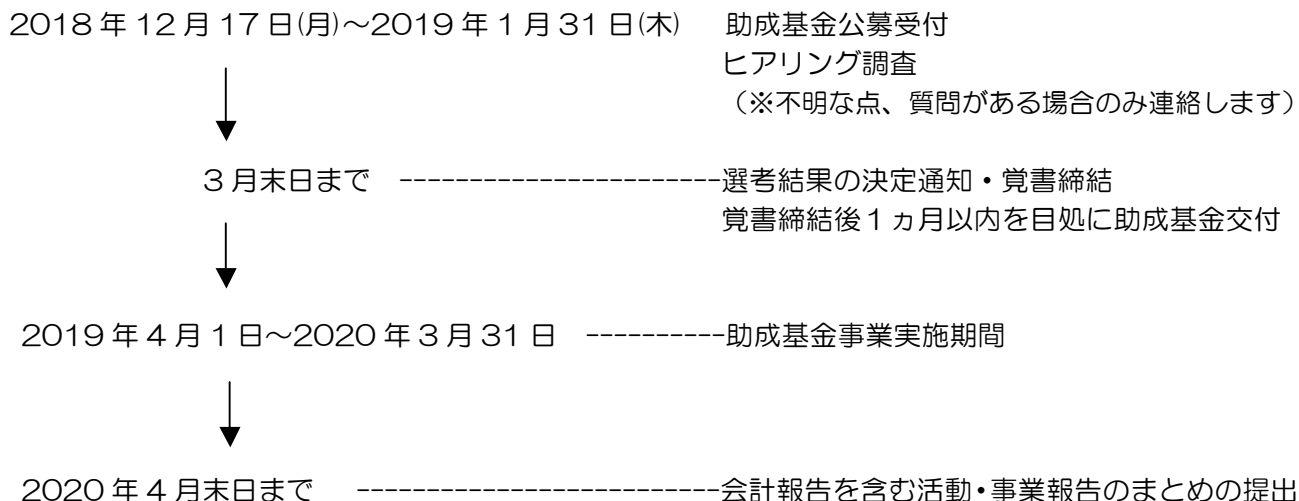 2018年12月17日(月)～2019年1月31日(木) 助成基金公募受付
ヒアリング調査
（※不明な点、質問がある場合のみ連絡します）
3月末日まで -----------------------選考結果の決定通知・覚書締結
覚書締結後１ヵ月以内を目処に助成基金交付
2019年4月1日～2020年3月31日 ----------助成基金事業実施期間
2020年4月末日まで --------------------------会計報告を含む活動・事業報告のまとめの提出